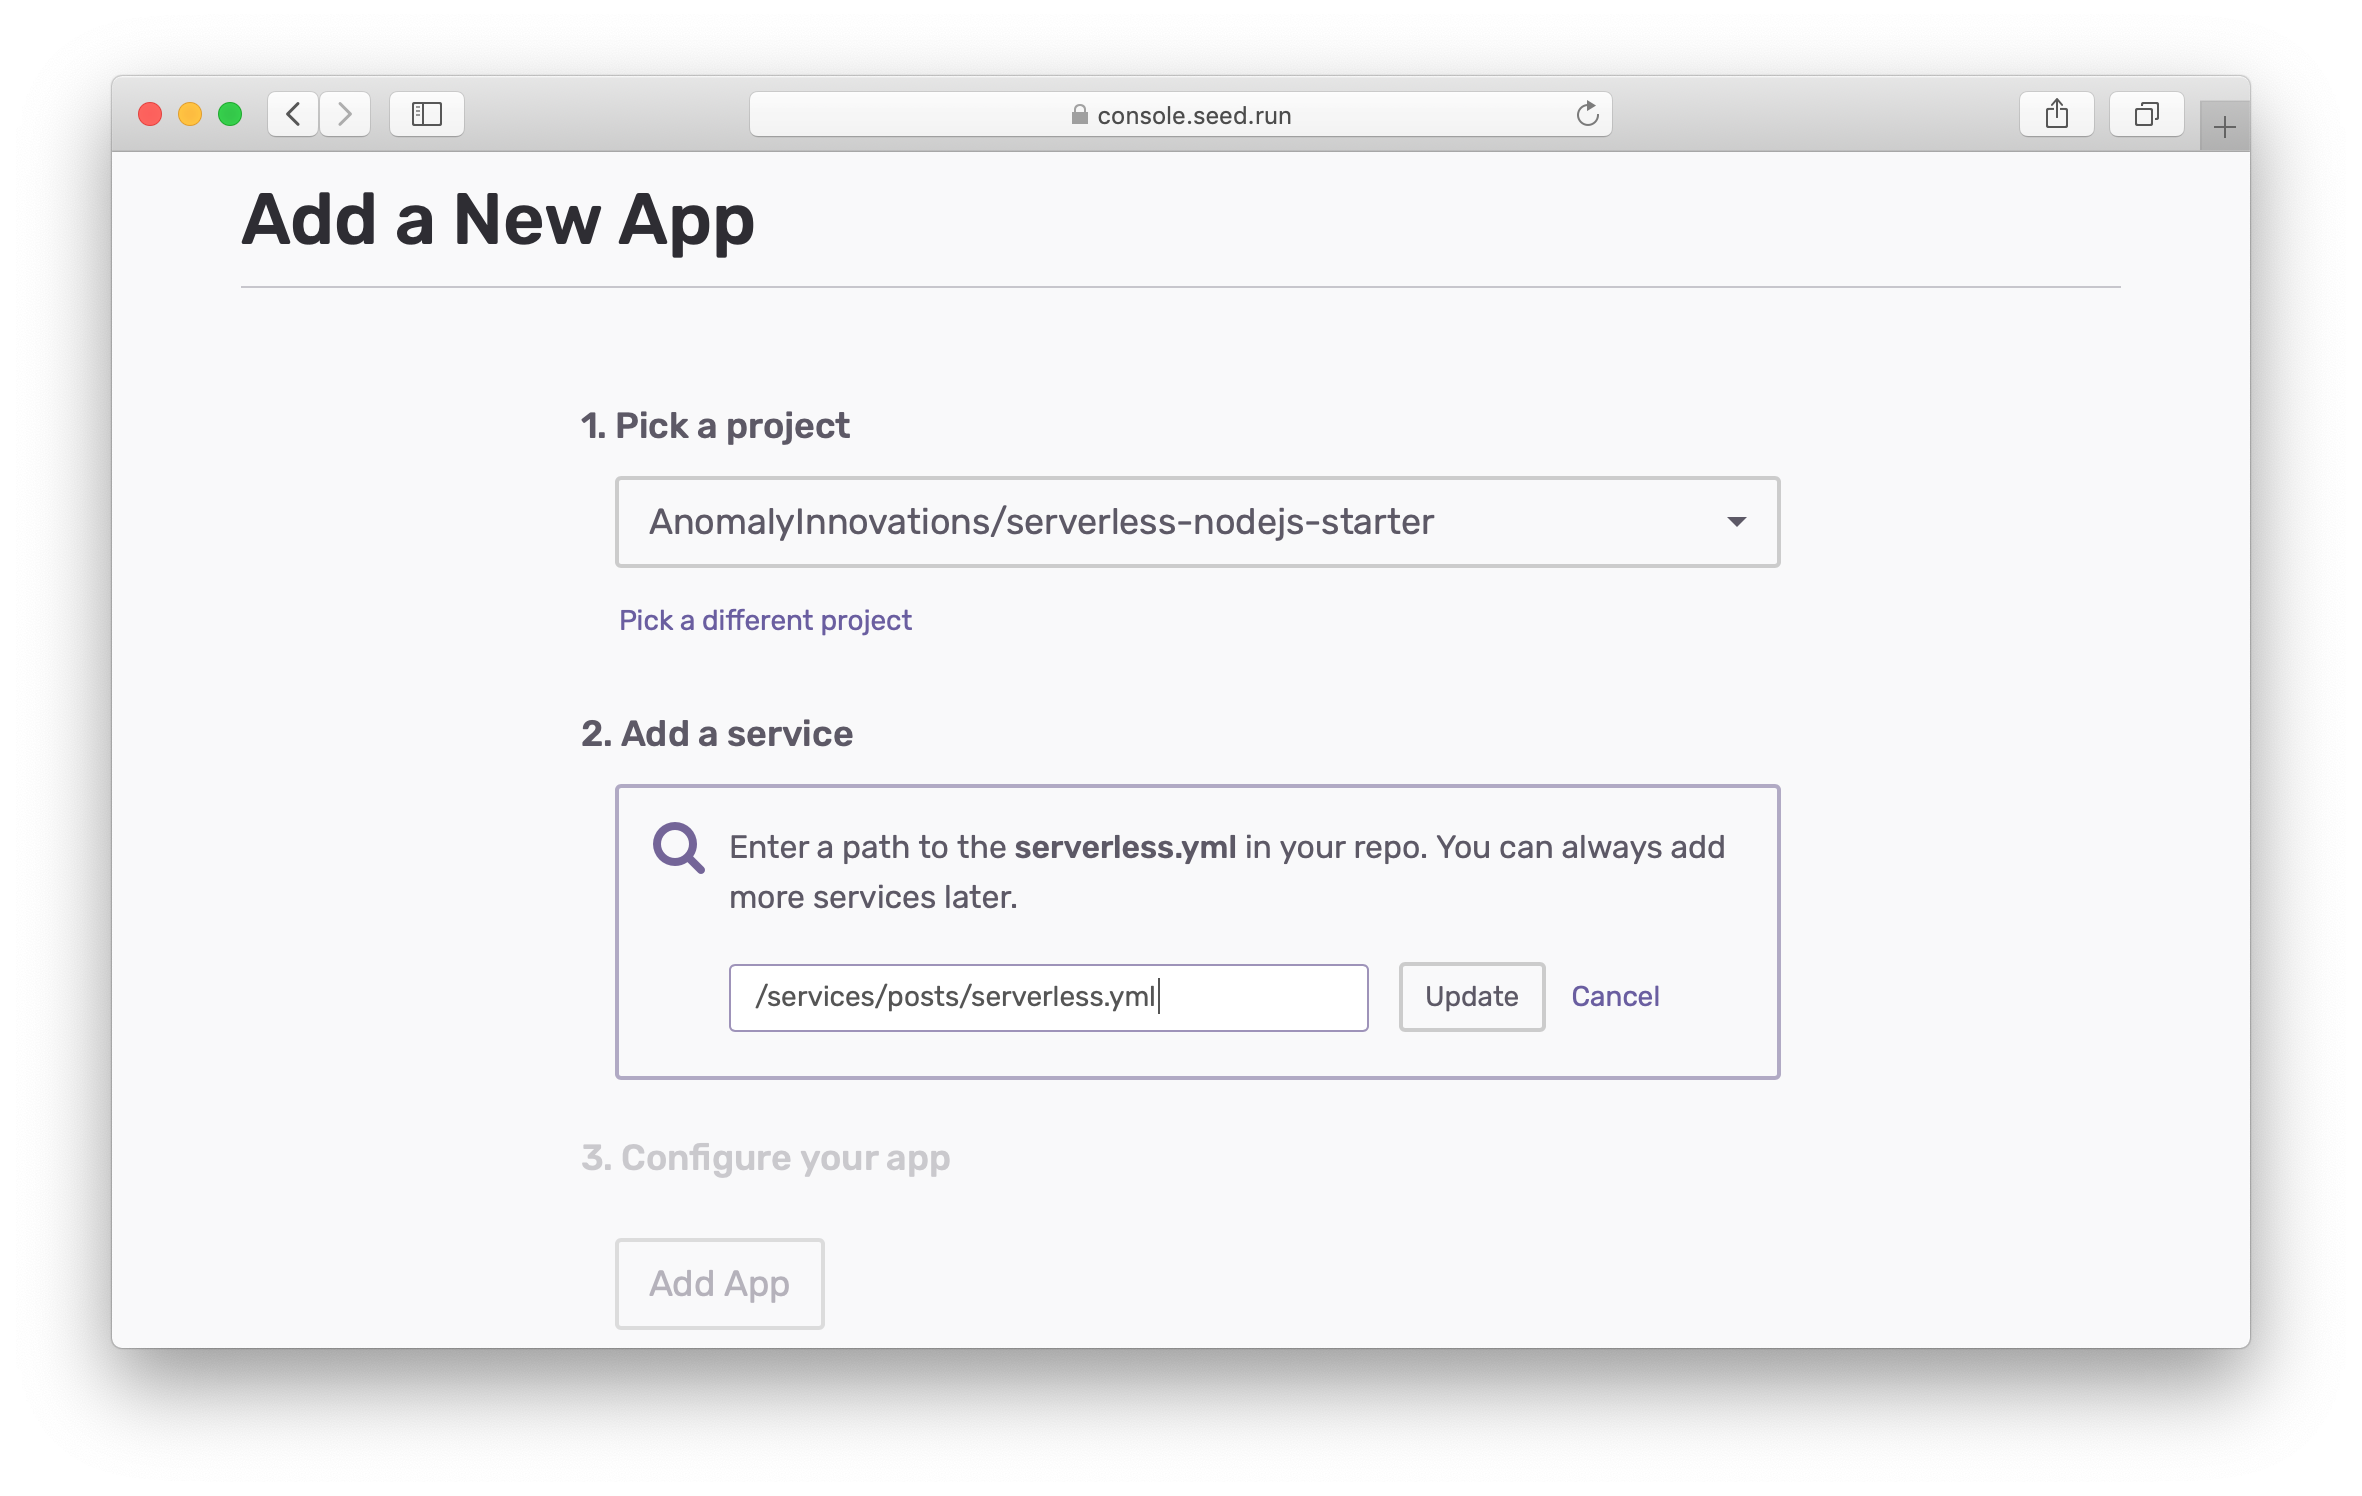 console.seed.run
Add a New App
1. Pick a project
AnomalyInnovations/serverless-nodejs-starter
Pick a different project
2. Add a service
Enter a path to the serverless.yml in your repo. You can always add
more services later.
/services/posts/serverless.yml
Update
Cancel
3. Configure your app
Add App